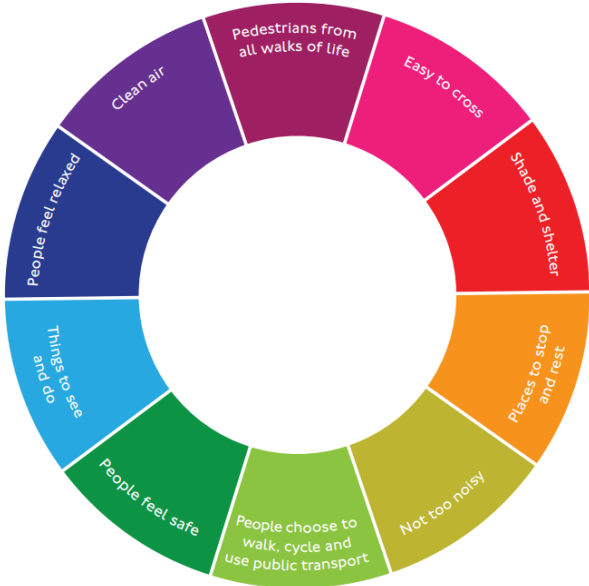 Pedestrians from
all walks of life
Easy to cross
Shade and shelter
Places to stop
and rest
Not too noisy
People choose to
walk, cycle and
use public transport
People feel safe
Things to see
and do
People feel relaxed
Clean air